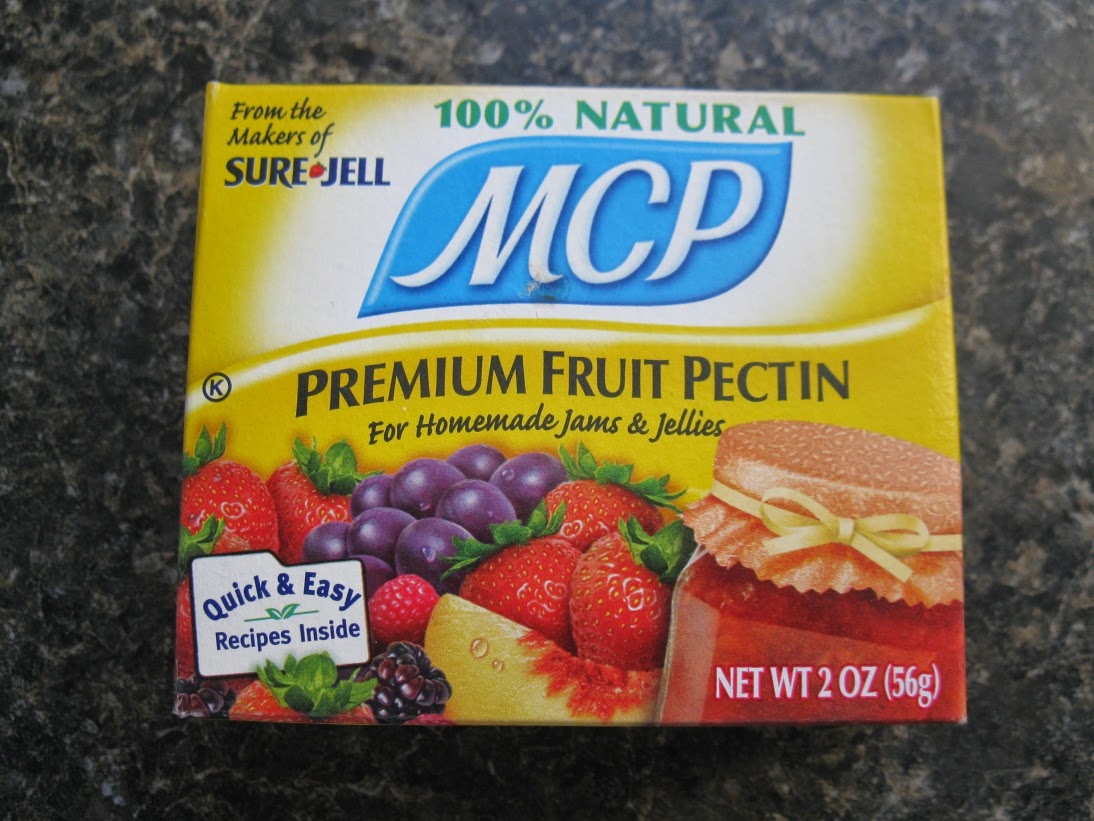 From the
Makers of
SURE JELL
100% NATURAL
MCP
K
PREMIUM FRUIT PECTIN
For Homemade Jams & Jellies
Quick & Easy
Recipes Inside
NET WT 2 OZ (56g)